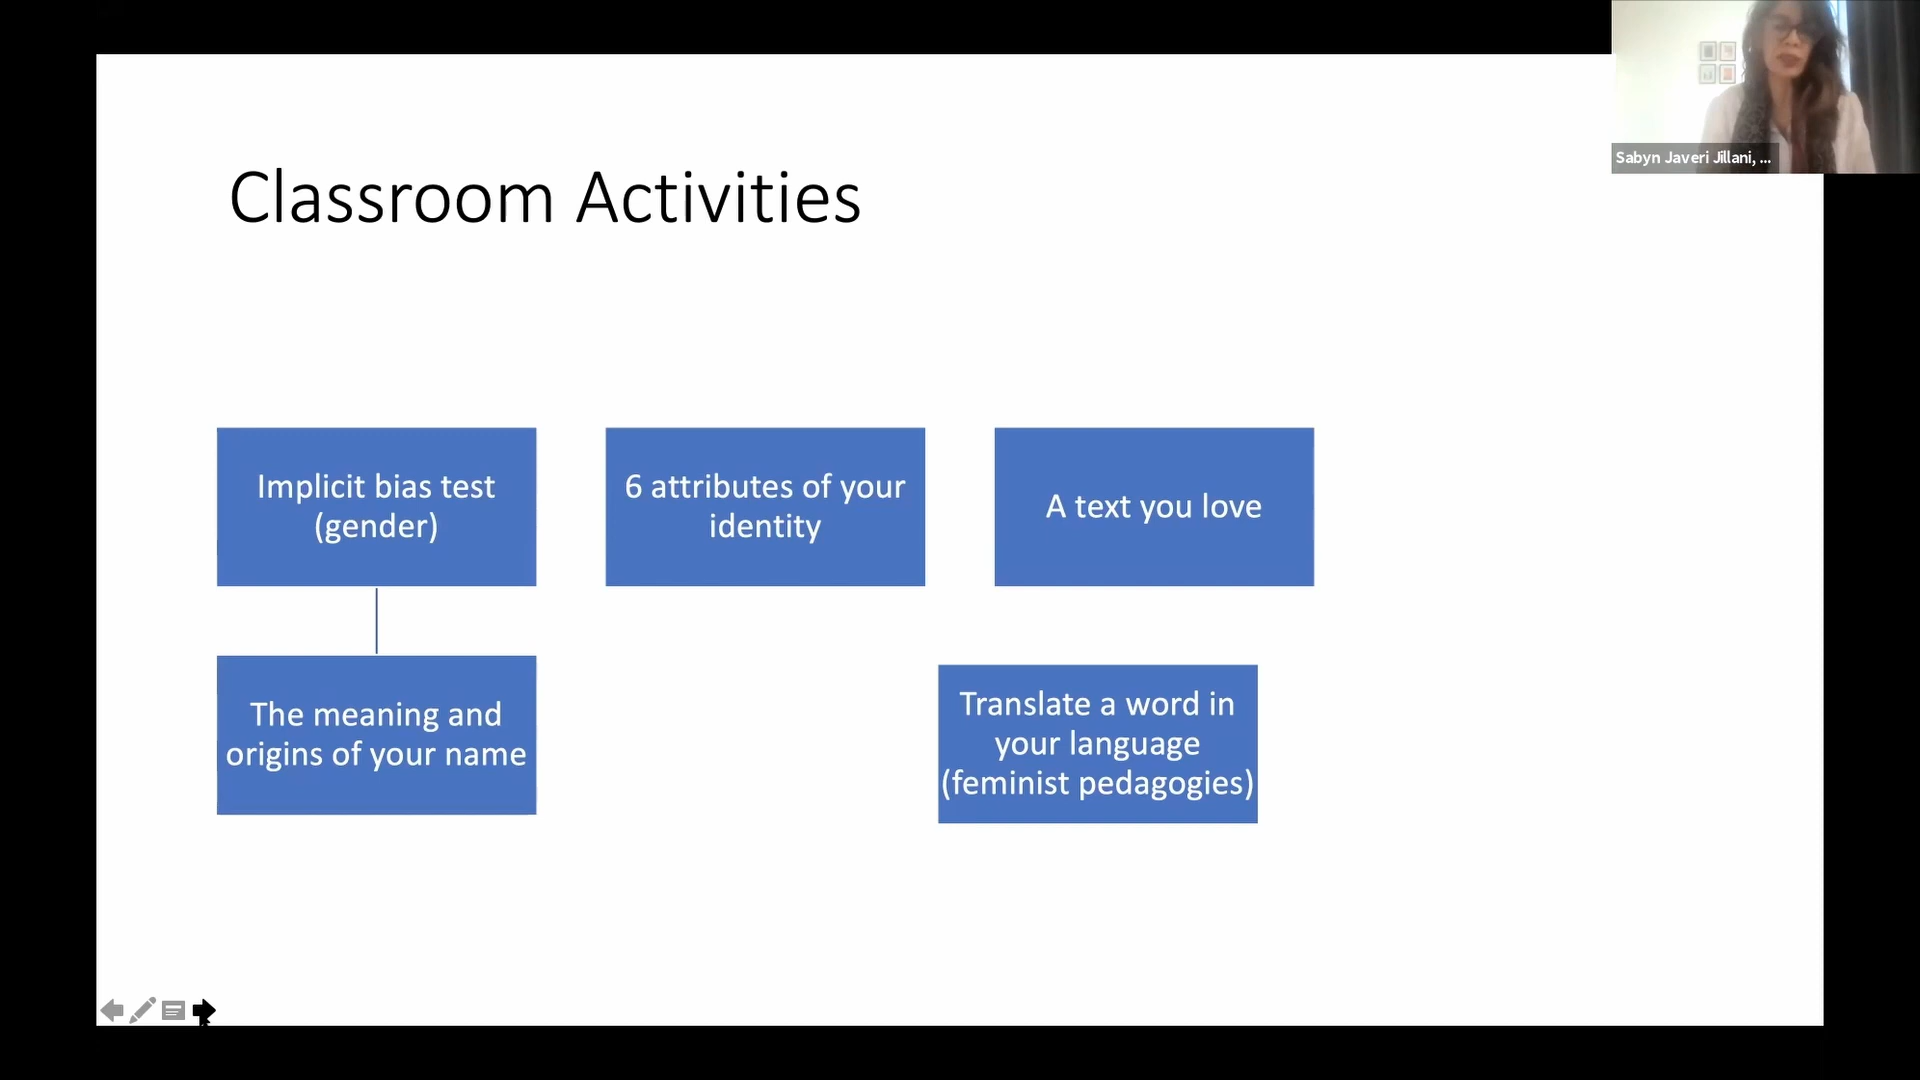 Sabyn Javeri Jillani, ...
Classroom Activities
Implicit bias test
(gender)
6 attributes of your
identity
A text you love
The meaning and
origins of your name
Translate a word in
your language
(feminist pedagogies)